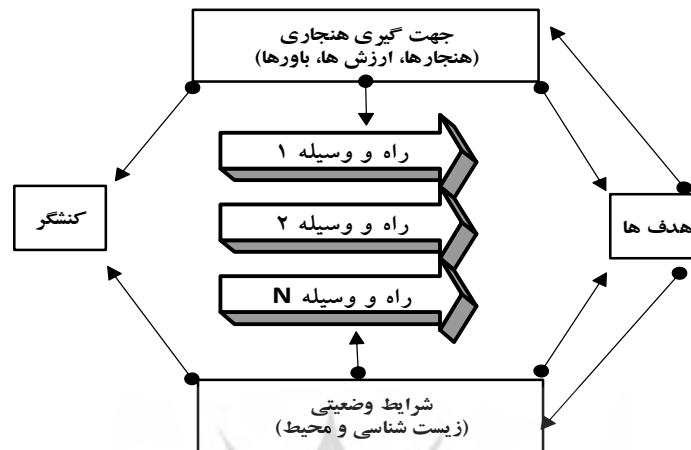 جهت گیری هنجاری
(هنجارها، ارزش ها، باورها)
راه و وسیله ۱
کنشگر
راه و وسیله ۲
هدف ها
راه و وسیله N
شرایط وضعیتی
(زیست شناسی و محیط)